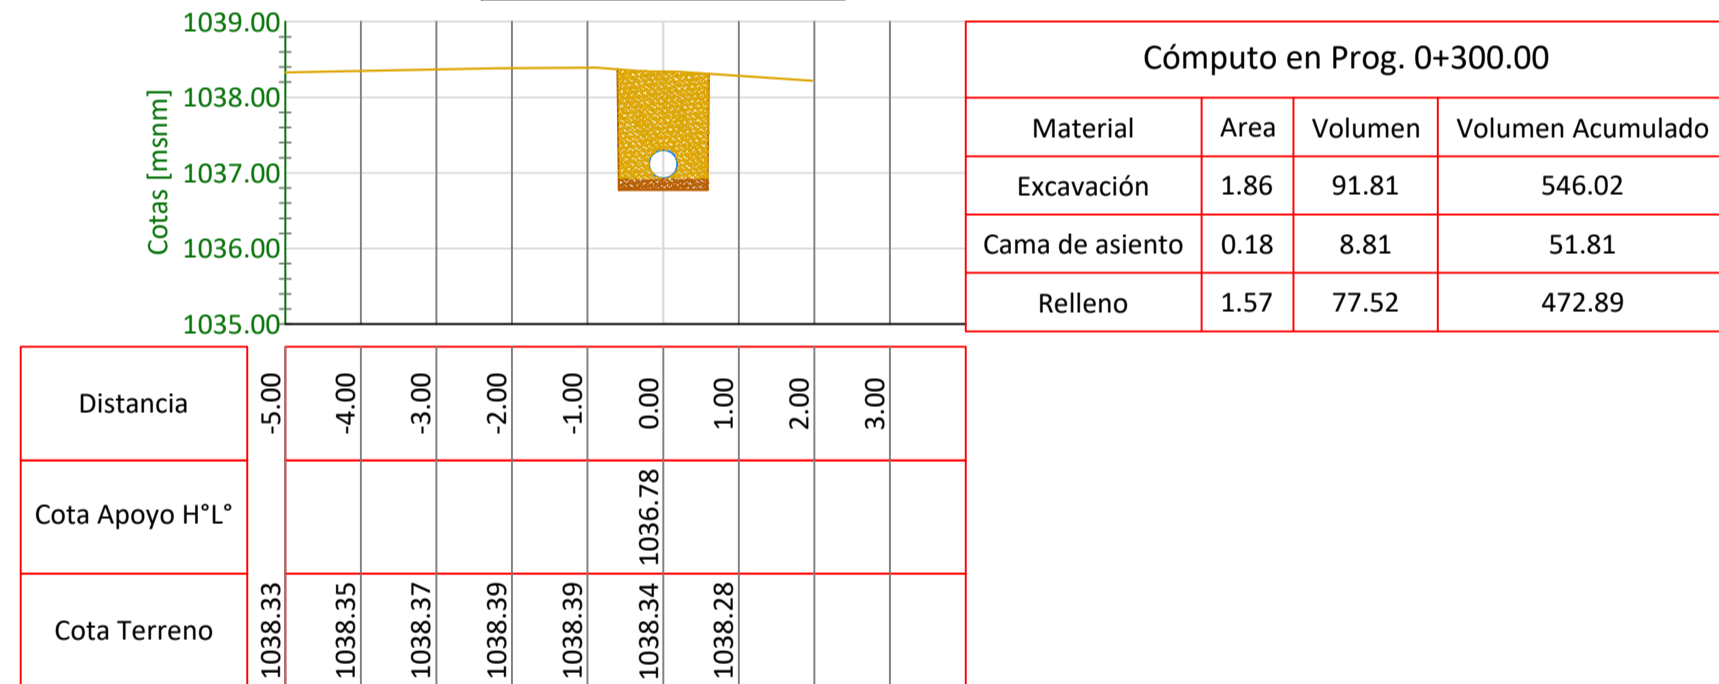 1039.00
1038.00
1037.00
1036.00
1035.00
Cotas [msnm]
Cómputo en Prog. 0+300.00
Material Area Volumen Volumen Acumulado
Excavación 1.86 91.81 546.02
Cama de asiento 0.18 8.81 51.81
Relleno 1.57 77.52 472.89
Distancia -5.00 -4.00 -3.00 -2.00 -1.00 0.00 1.00 2.00 3.00
Cota Apoyo H°L° 1036.78
Cota Terreno 1038.33 1038.35 1038.37 1038.39 1038.39 1038.34 1038.28